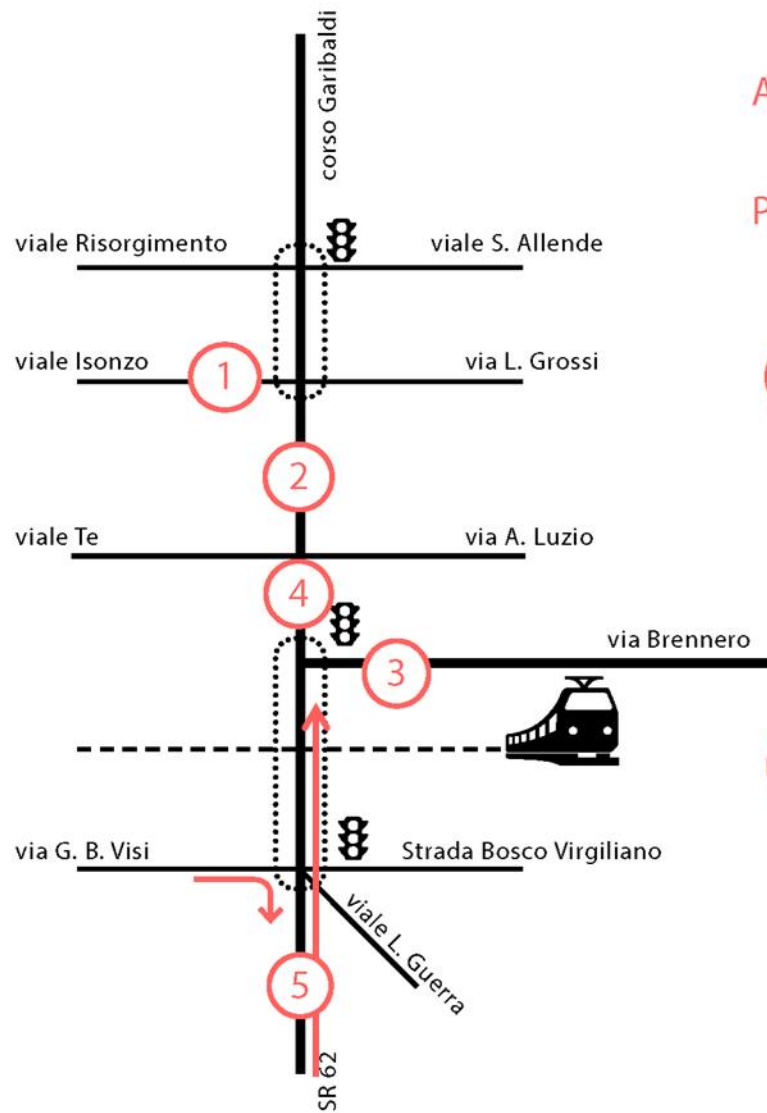 corso Garibaldi
A
viale Risorgimento
viale S. Allende
P
viale Isonzo
1
via L. Grossi
2
viale Te
via A. Luzio
4
via Brennero
3
via G. B. Visi
Strada Bosco Virgiliano
viale L. Guerra
5
SR 62